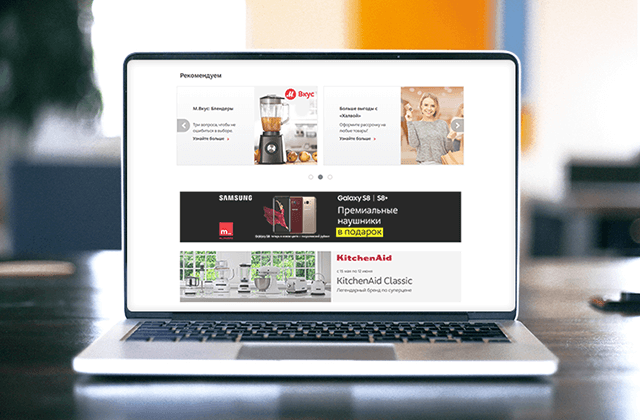 Рекомендуем
М.Вкус: Блендеры
Три вопроса, чтобы не
ошибиться в выборе.
Узнайте больше
М Вкус
Больше выгоды с
«Халвой»
Оформите рассрочку на
любые товары!
Узнайте больше
SAMSUNG
Galaxy S8 | S8+
Премиальные
наушники
в подарок
m..
KitchenAid
с 15 мая по 12 июня
KitchenAid Classic
Легендарный бренд по суперцене